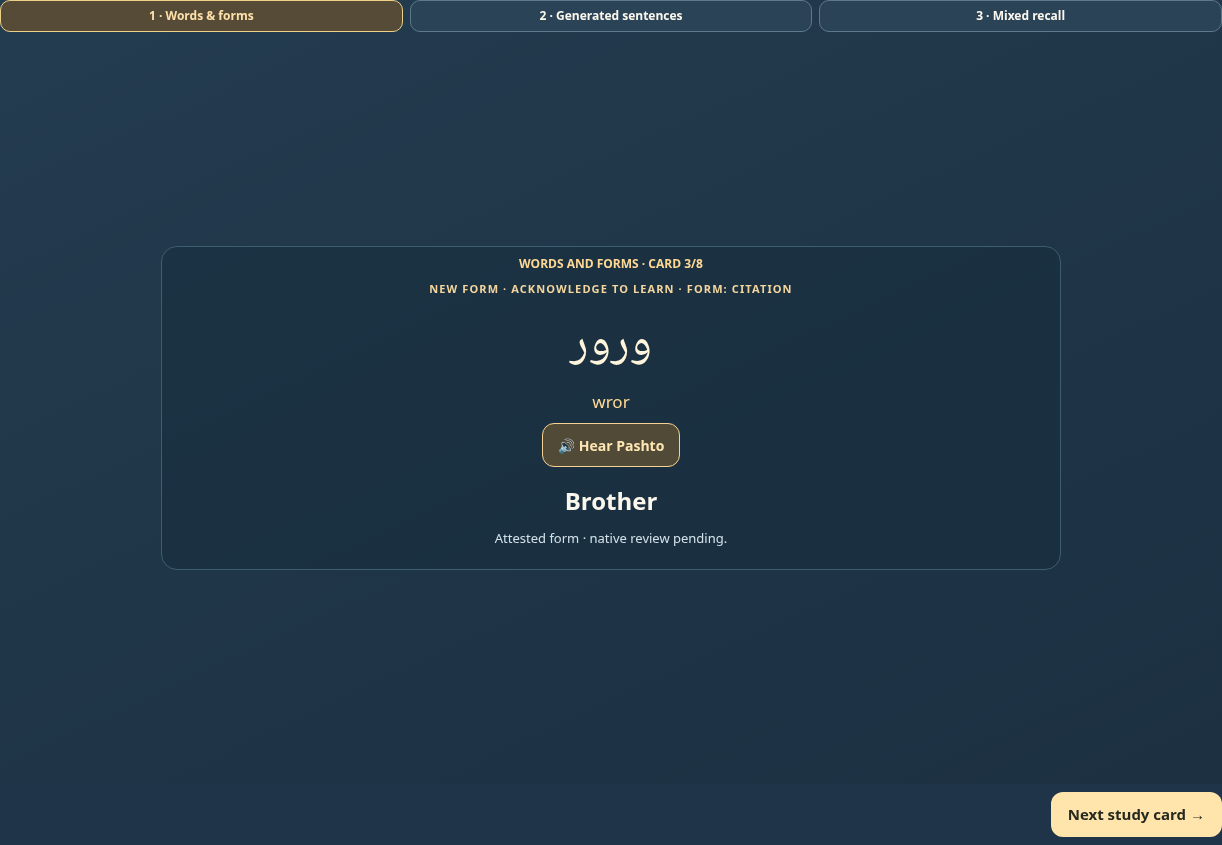 1 · Words & forms
2 · Generated sentences
3 · Mixed recall
WORDS AND FORMS · CARD 3/8
NEW FORM · ACKNOWLEDGE TO LEARN · FORM: CITATION
ورور
wror
🔊 Hear Pashto
Brother
Attested form · native review pending.
Next study card →